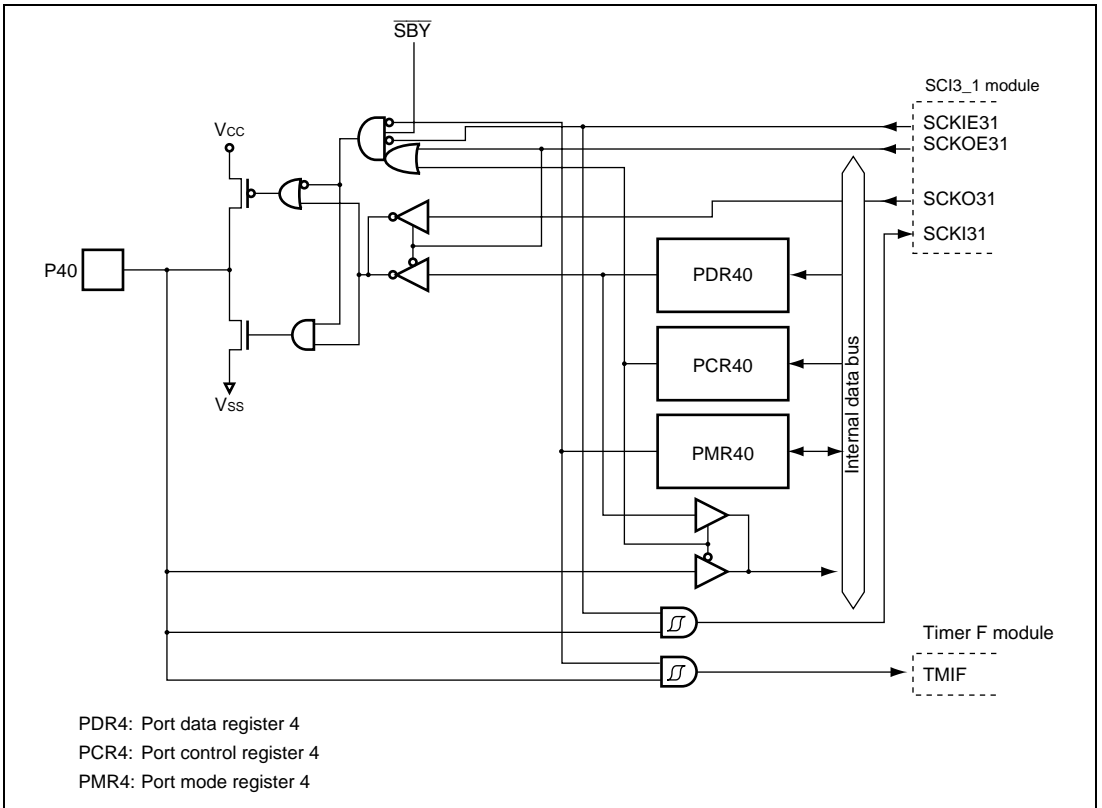 SBY
SCI3_1 module
VCC
SCKIE31
SCKOE31
SCKO31
SCKI31
P40
PDR40
PCR40
PMR40
VSS
Internal data bus
Timer F module
TMIF
PDR4: Port data register 4
PCR4: Port control register 4
PMR4: Port mode register 4